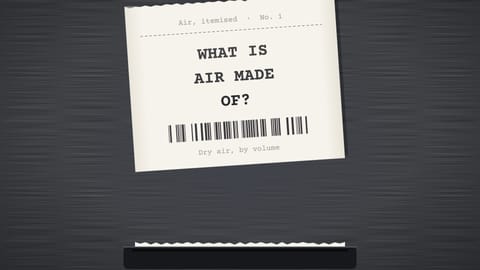 Air, itemised · No. 1
WHAT IS
AIR MADE
OF?
Dry air, by volume